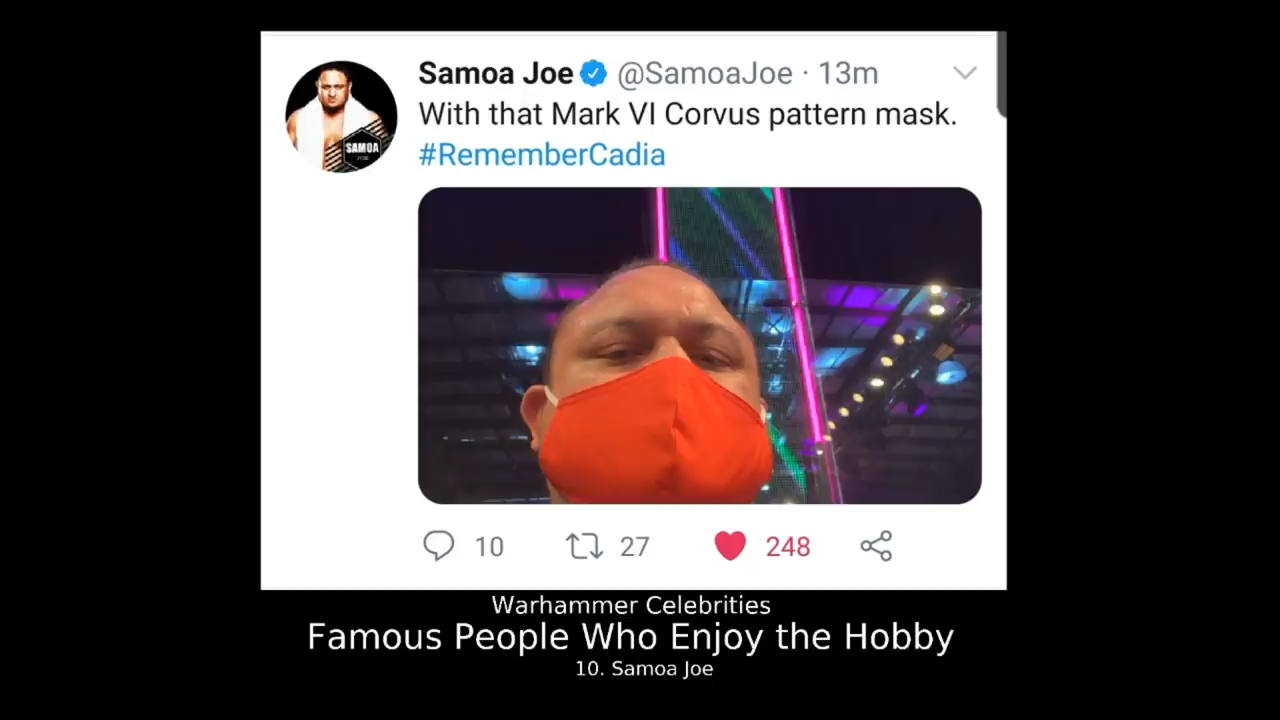 Samoa Joe @SamoaJoe · 13m
With that Mark VI Corvus pattern mask.
#RememberCadia
SAMOA
10 27 248
Warhammer Celebrities
Famous People Who Enjoy the Hobby
10. Samoa Joe